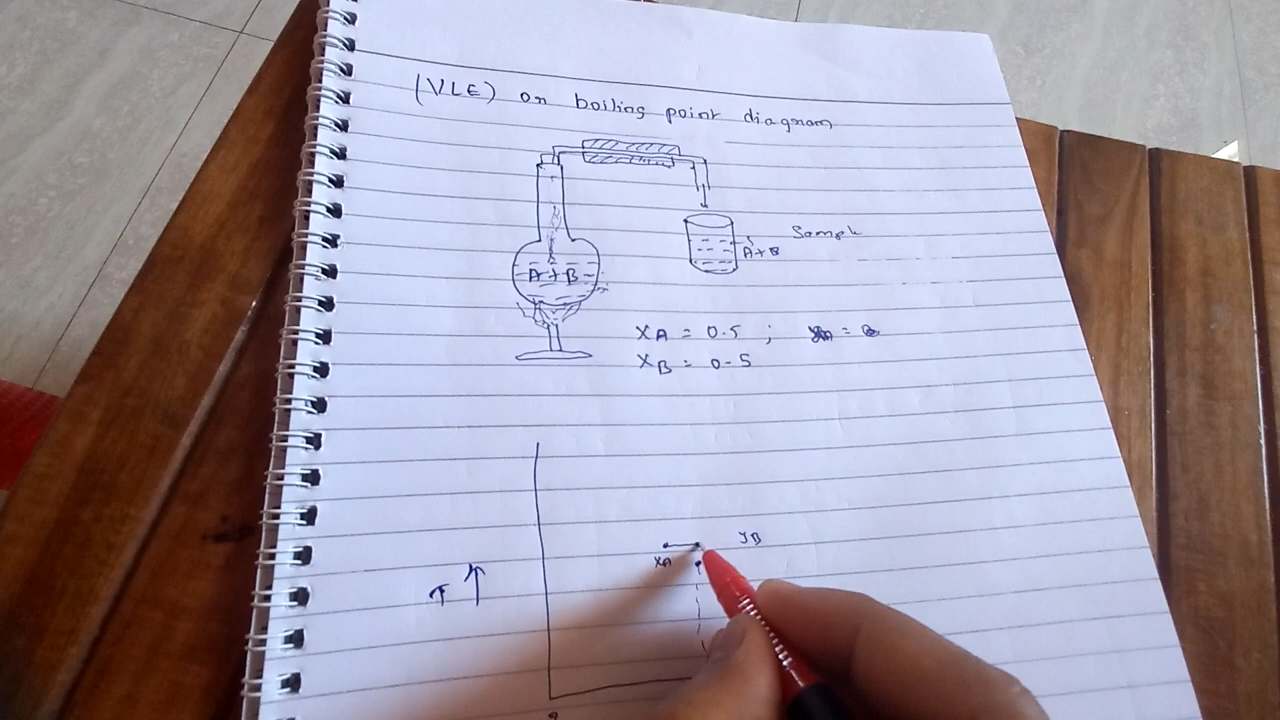 (VLE) on boiling point diagram
A + B
Sample
A + B
XA = 0.5 ;
XB = 0.5
yB
XA